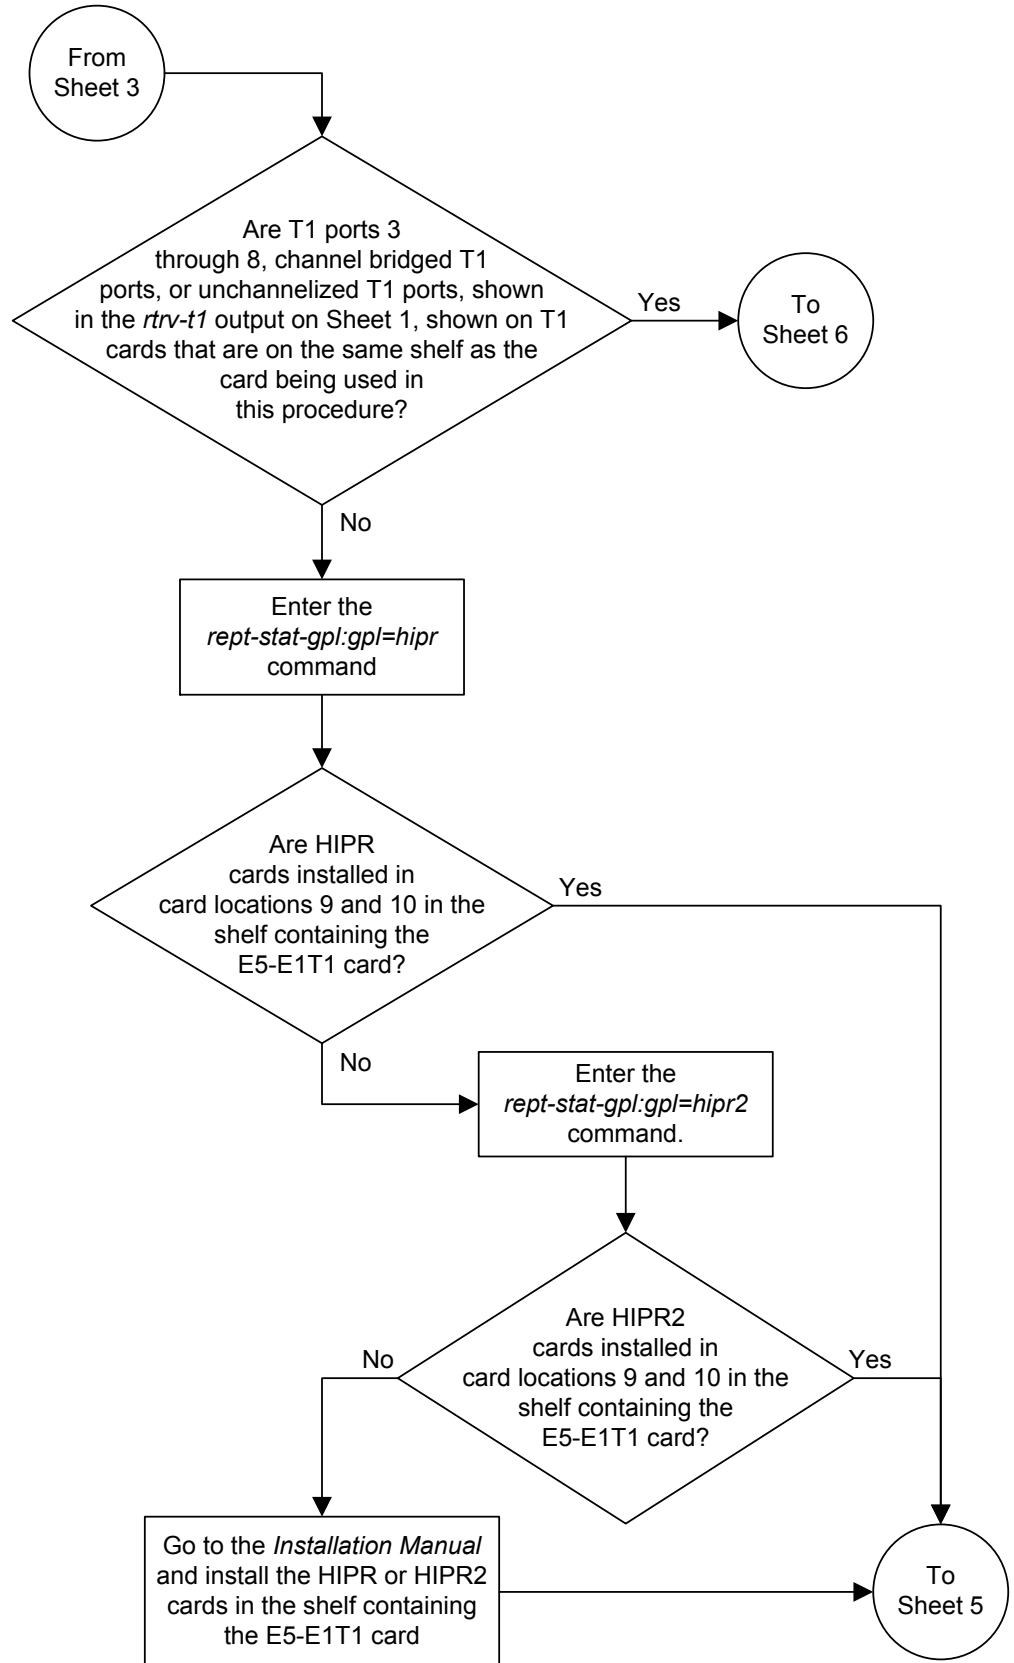 From
Sheet 3
Are T1 ports 3
through 8, channel bridged T1
ports, or unchannelized T1 ports, shown
in the rtrv-t1 output on Sheet 1, shown on T1
cards that are on the same shelf as the
card being used in
this procedure?
Yes
To
Sheet 6
No
Enter the
rept-stat-gpl:gpl=hipr
command
Are HIPR
cards installed in
card locations 9 and 10 in the
shelf containing the
E5-E1T1 card?
Yes
No
Enter the
rept-stat-gpl:gpl=hipr2
command.
Are HIPR2
cards installed in
card locations 9 and 10 in the
shelf containing the
E5-E1T1 card?
No
Yes
Go to the Installation Manual
and install the HIPR or HIPR2
cards in the shelf containing
the E5-E1T1 card
To
Sheet 5